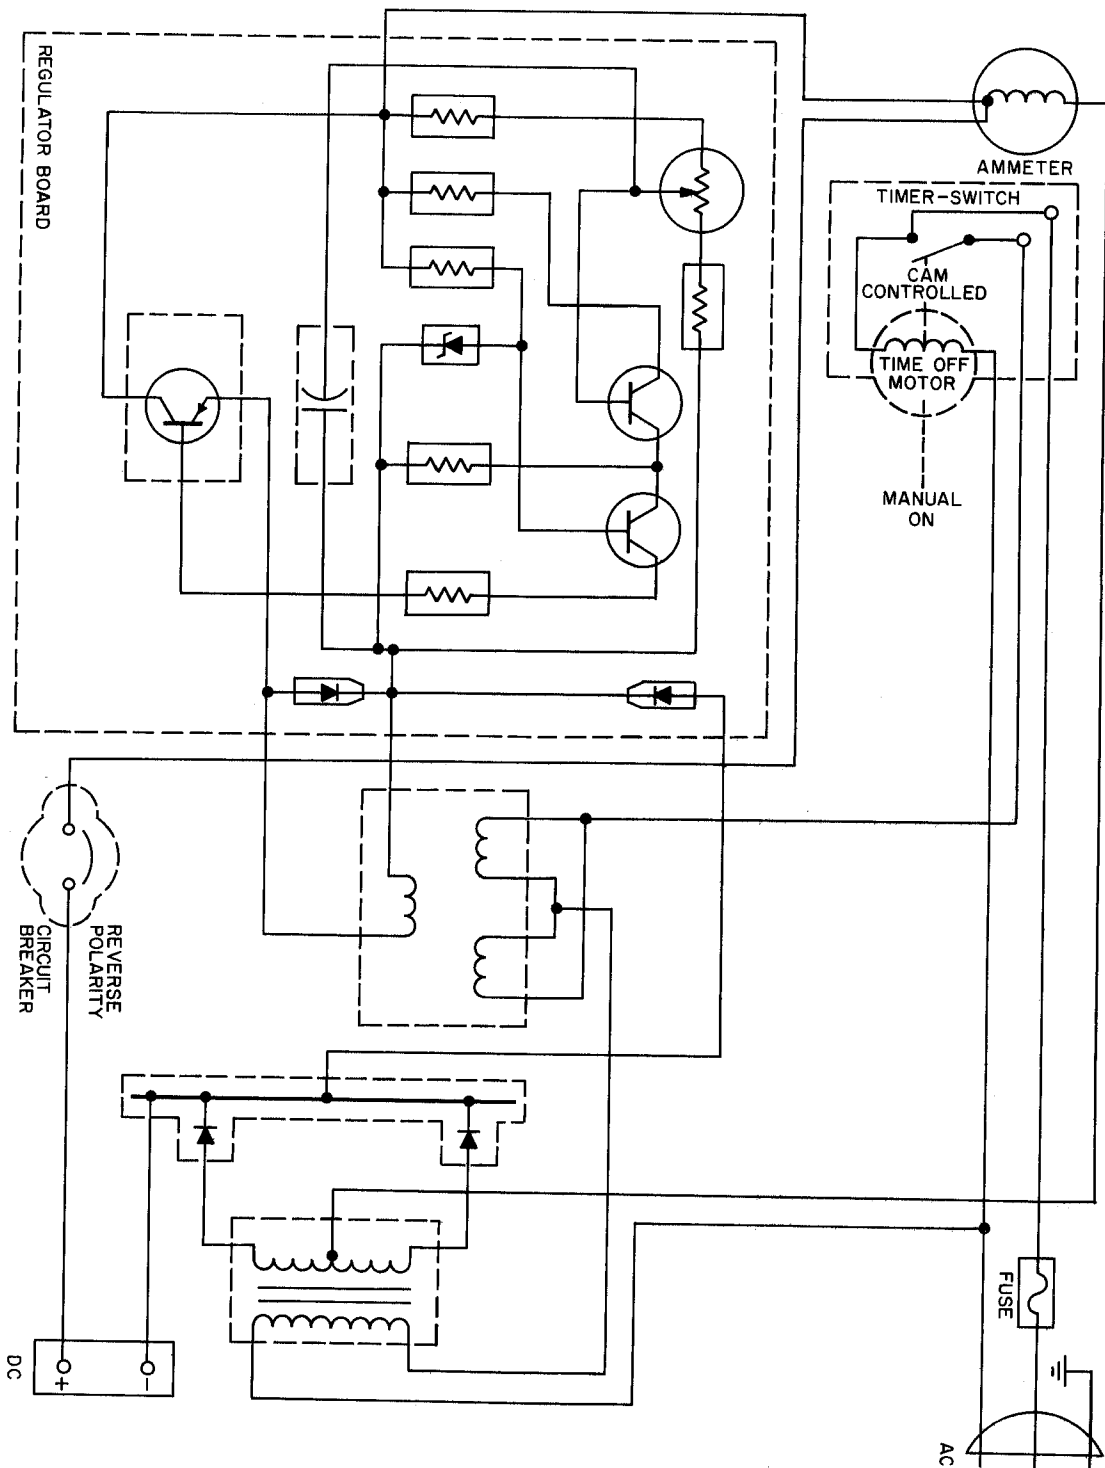 REGULATOR BOARD
AMMETER
TIMER-SWITCH
CAM
CONTROLLED
TIME OFF
MOTOR
MANUAL
ON
REVERSE
POLARITY
CIRCUIT
BREAKER
FUSE
DC
+
-
AC